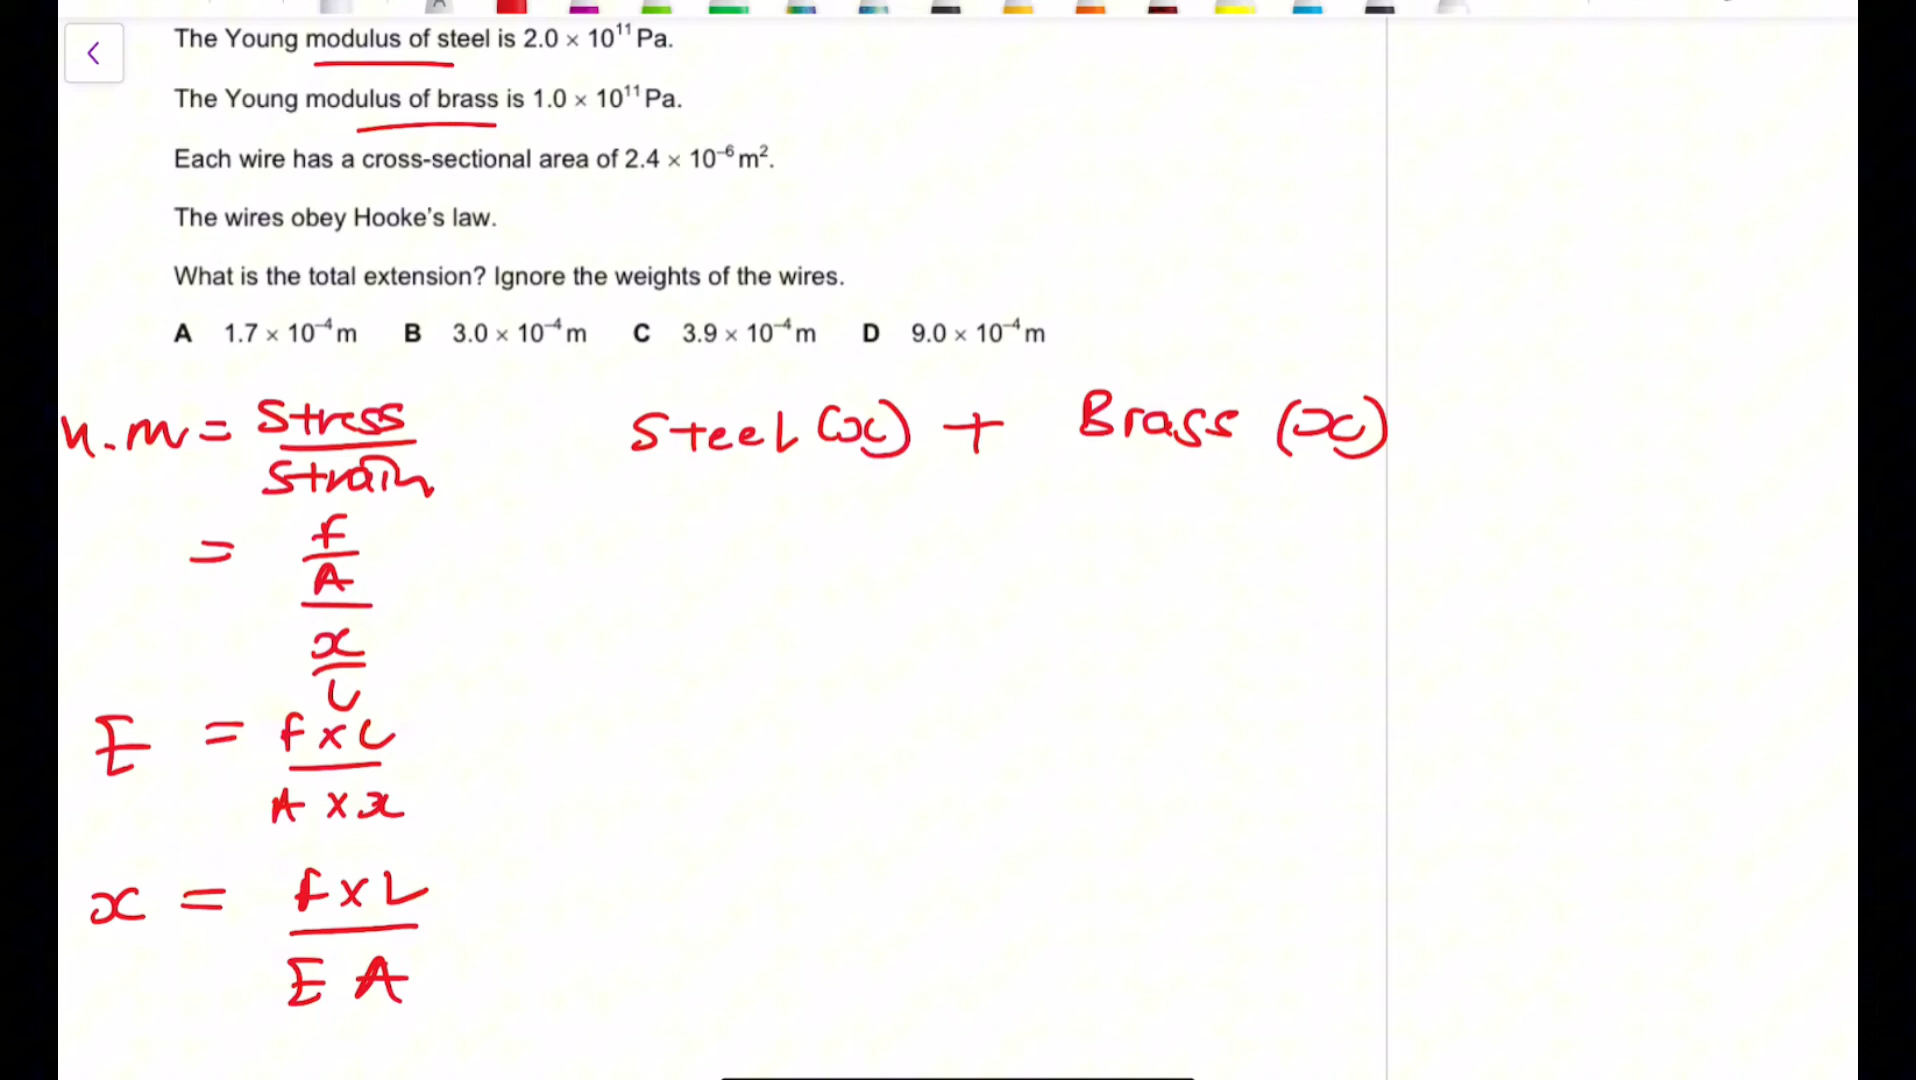 The Young modulus of steel is 2.0 × 10¹¹ Pa.
The Young modulus of brass is 1.0 × 10¹¹ Pa.
Each wire has a cross-sectional area of 2.4 × 10⁻⁶ m².
The wires obey Hooke's law.
What is the total extension? Ignore the weights of the wires.
A 1.7 × 10⁻⁴ m B 3.0 × 10⁻⁴ m C 3.9 × 10⁻⁴ m D 9.0 × 10⁻⁴ m
y.m = Stress
Strain
Steel (x) + Brass (x)
= f
A
x
L
E = f x L
A x x
x = f x L
E A